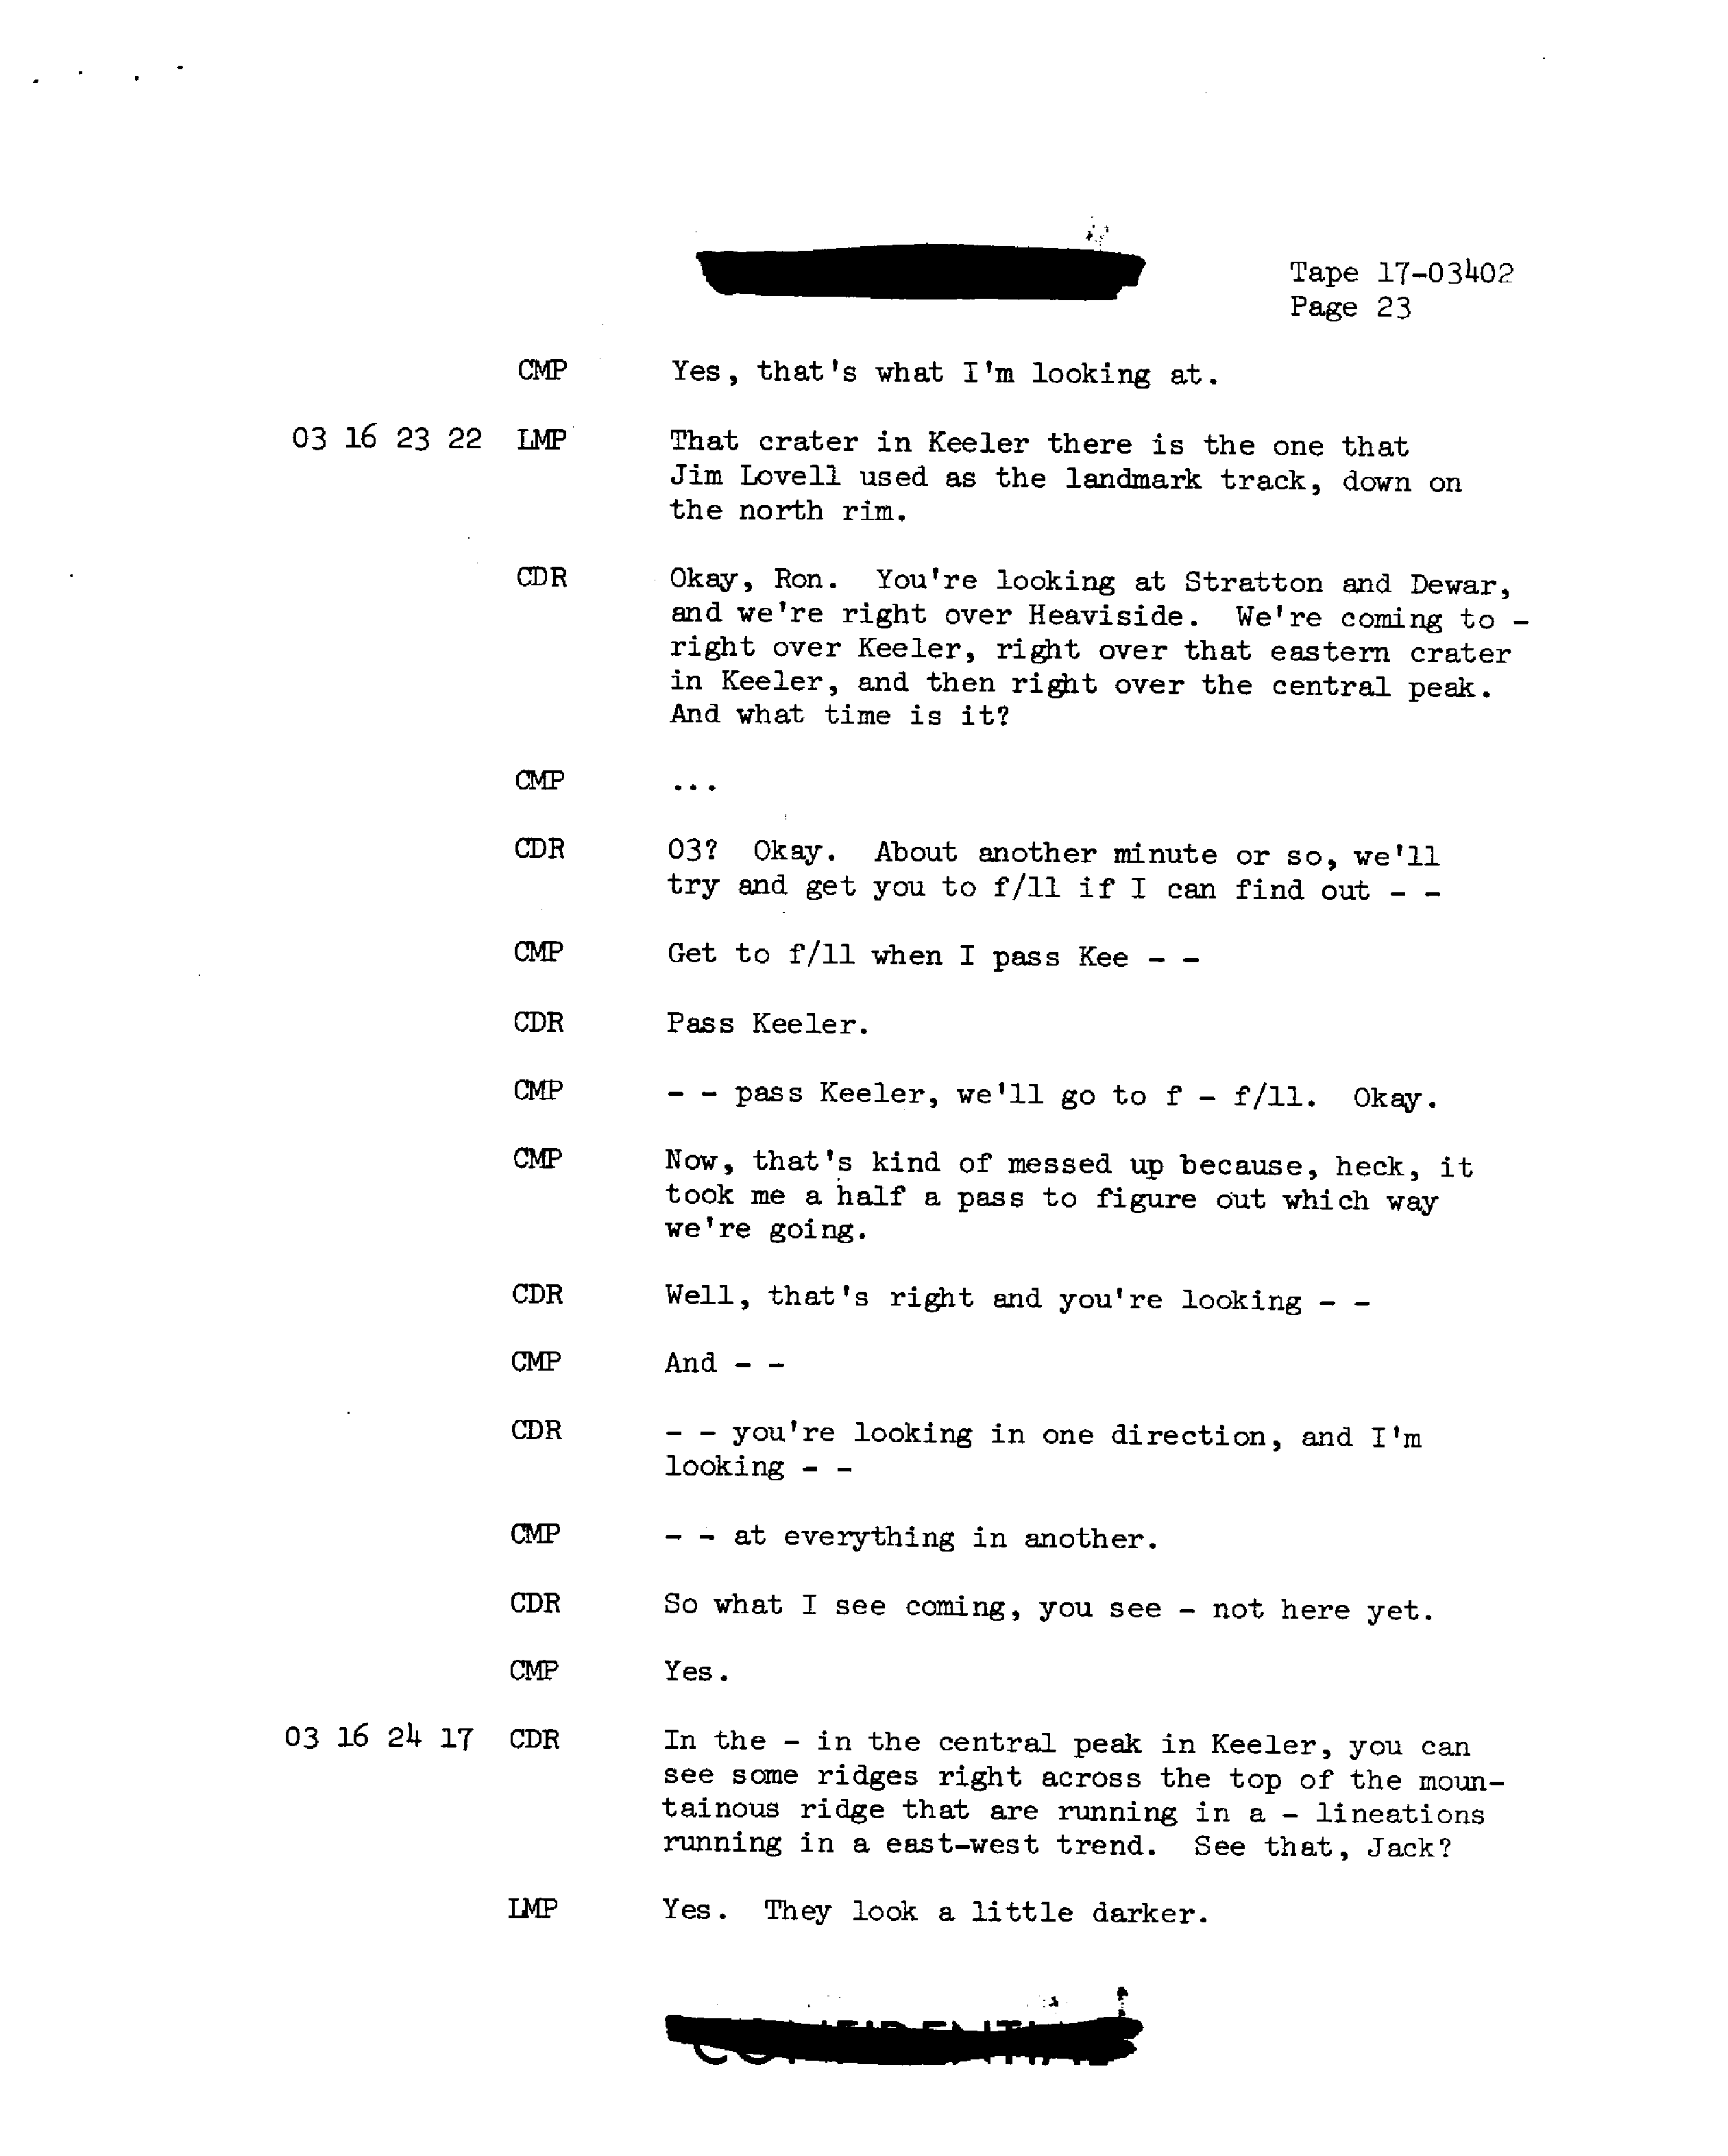 Tape 17-03402
Page 23
CMP Yes, that's what I'm looking at.
03 16 23 22 LMP That crater in Keeler there is the one that
Jim Lovell used as the landmark track, down on
the north rim.
CDR Okay, Ron. You're looking at Stratton and Dewar,
and we're right over Heaviside. We're coming to -
right over Keeler, right over that eastern crater
in Keeler, and then right over the central peak.
And what time is it?
CMP ...
CDR 03? Okay. About another minute or so, we'll
try and get you to f/11 if I can find out - -
CMP Get to f/11 when I pass Kee - -
CDR Pass Keeler.
CMP - - pass Keeler, we'll go to f - f/11. Okay.
CMP Now, that's kind of messed up because, heck, it
took me a half a pass to figure out which way
we're going.
CDR Well, that's right and you're looking - -
CMP And - -
CDR - - you're looking in one direction, and I'm
looking - -
CMP - - at everything in another.
CDR So what I see coming, you see - not here yet.
CMP Yes.
03 16 24 17 CDR In the - in the central peak in Keeler, you can
see some ridges right across the top of the moun-
tainous ridge that are running in a - lineations
running in a east-west trend. See that, Jack?
LMP Yes. They look a little darker.